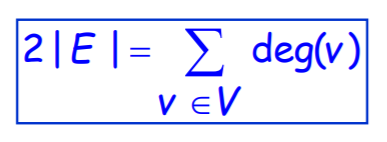 2|E|= ∑ deg(v)
v ∈V